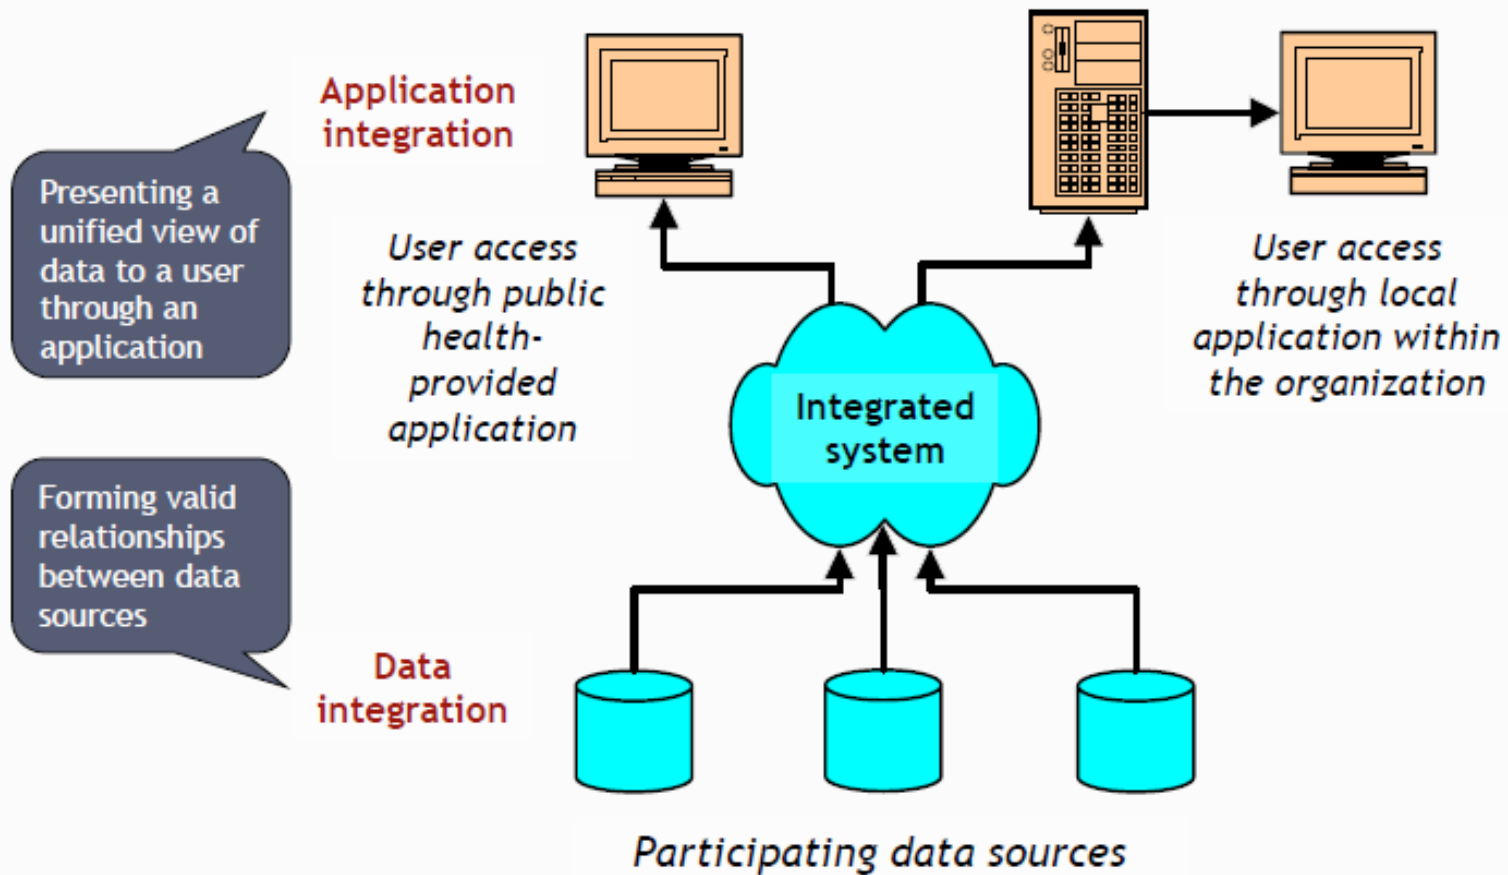 Application
integration
Presenting a
unified view of
data to a user
through an
application
User access
through public
health-
provided
application
User access
through local
application within
the organization
Integrated
system
Forming valid
relationships
between data
sources
Data
integration
Participating data sources